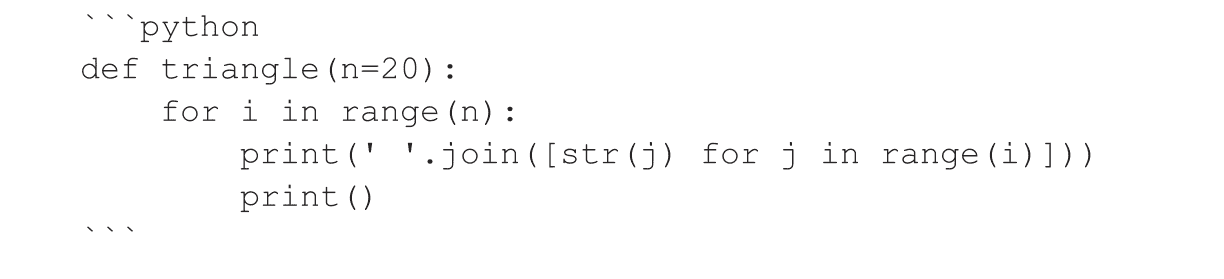 ```python
def triangle(n=20):
    for i in range(n):
        print(' '.join([str(j) for j in range(i)]))
        print()
```